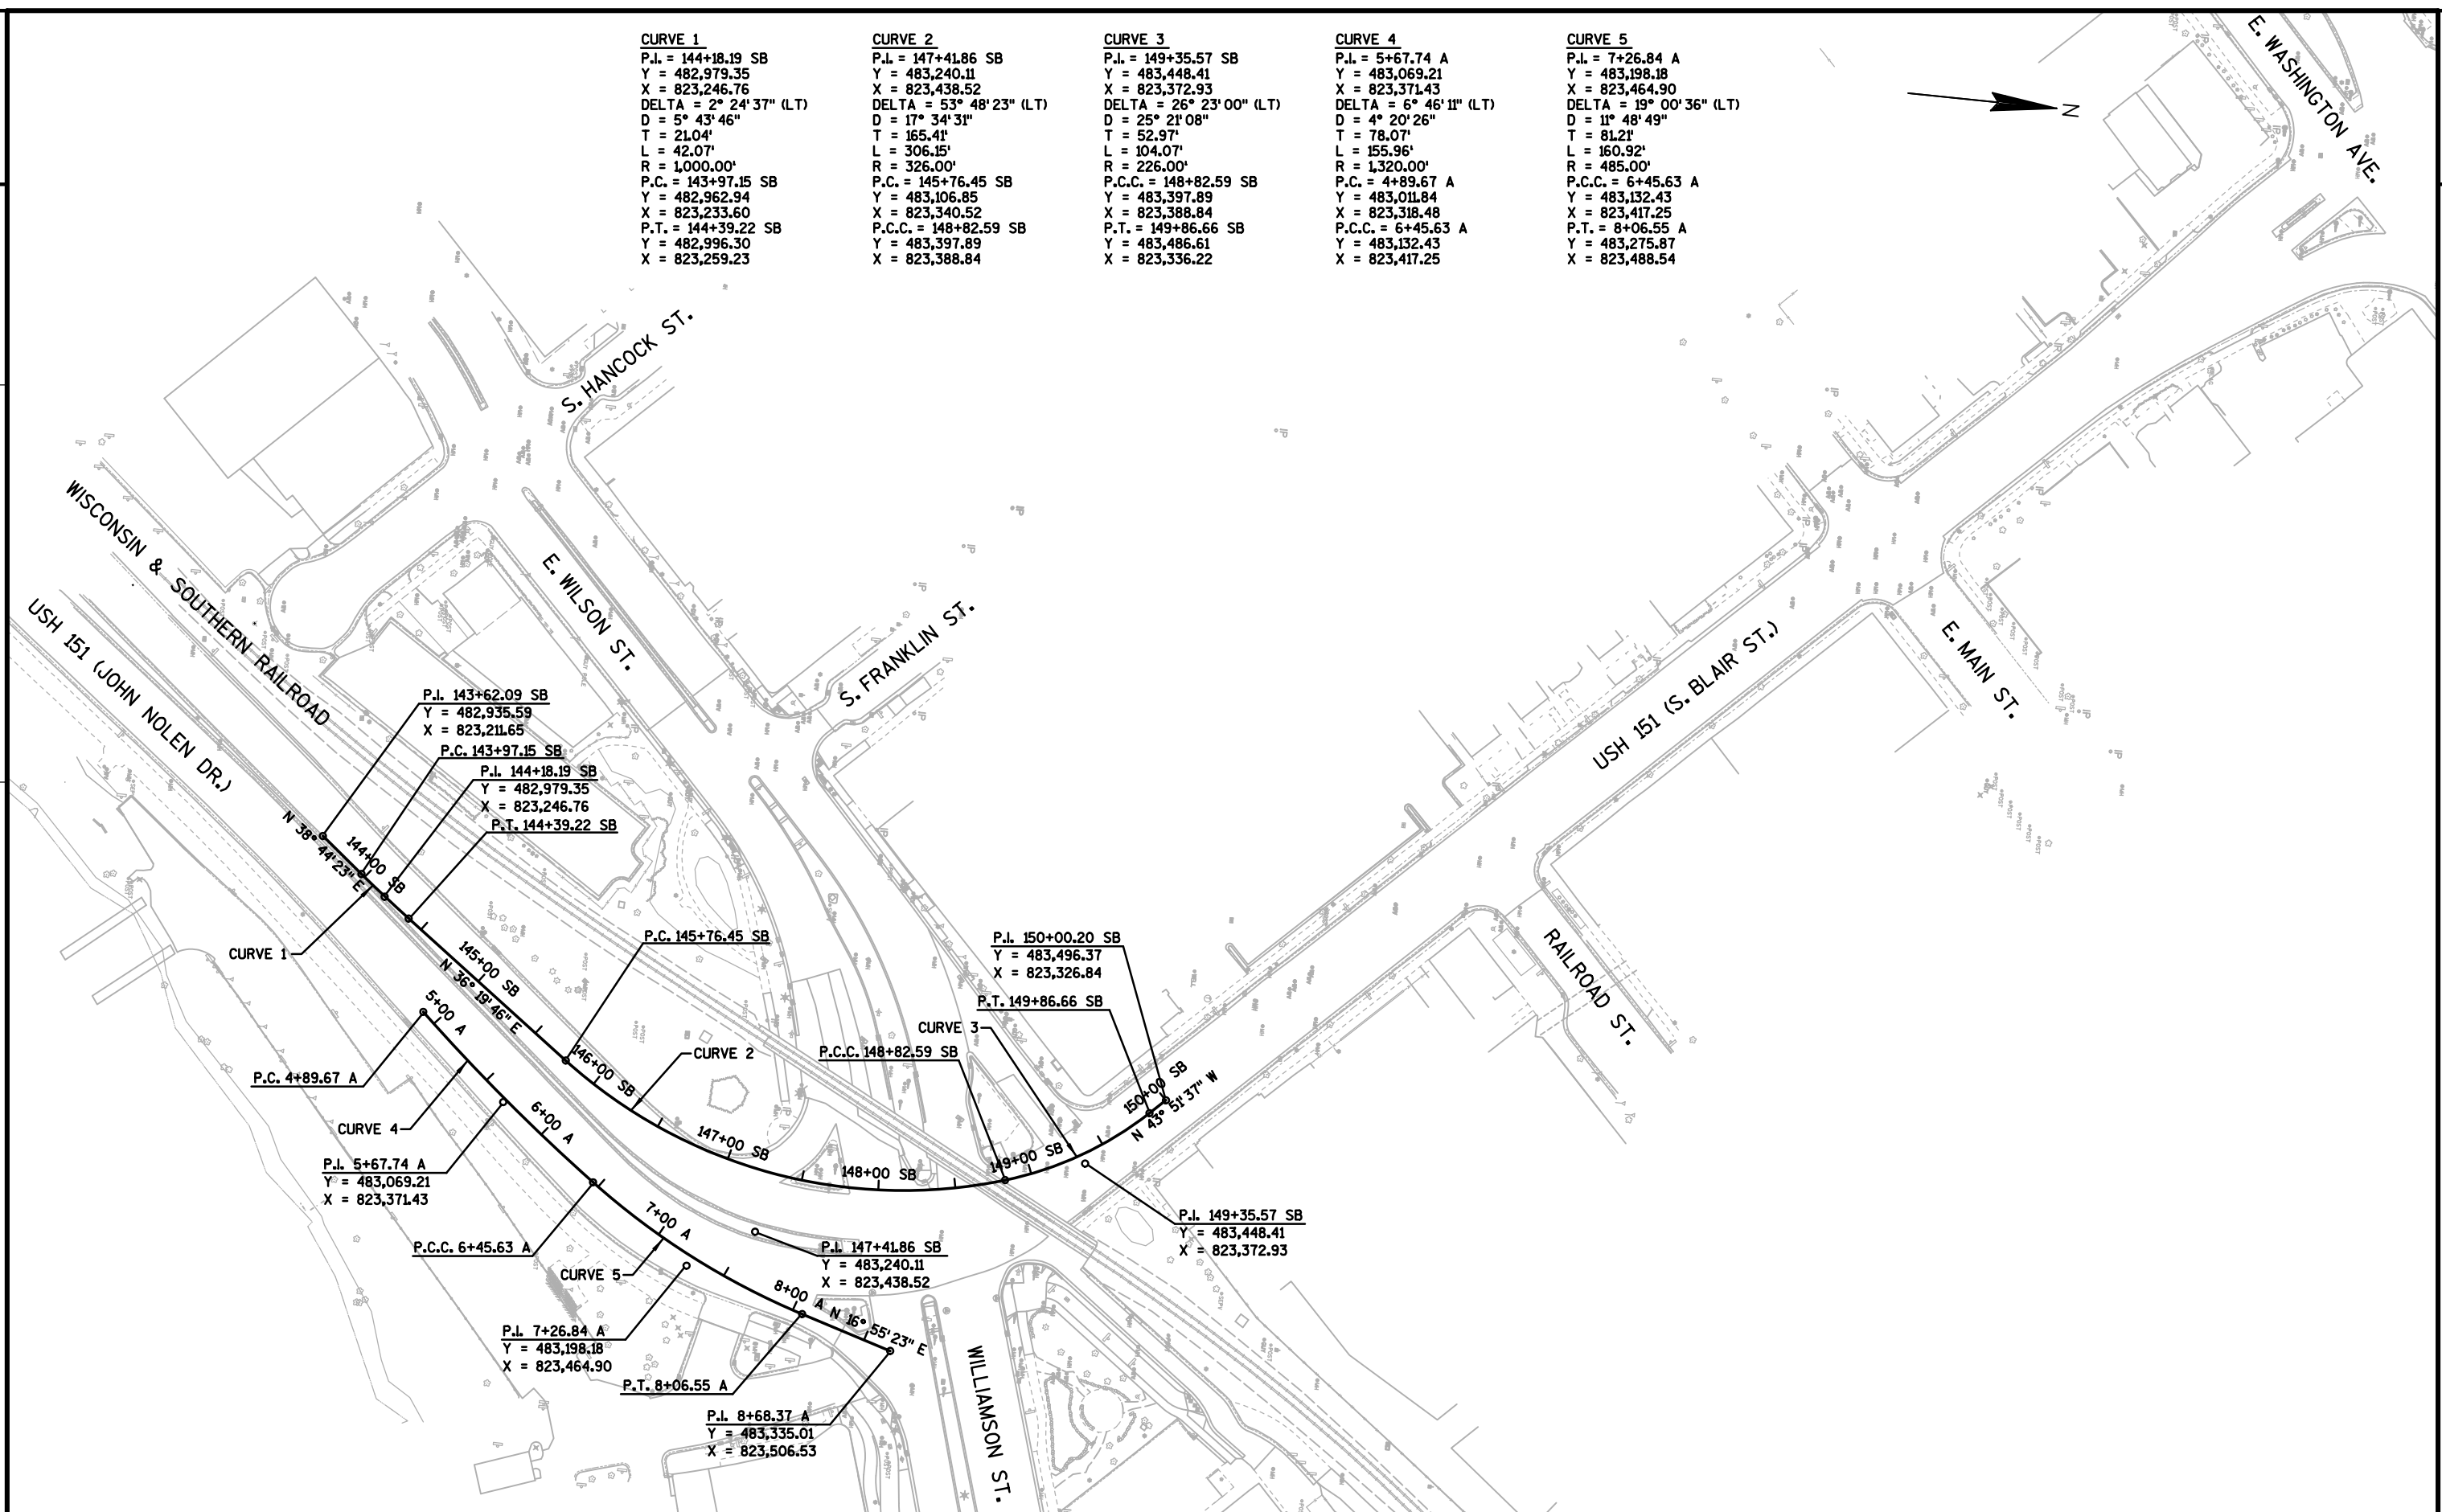 CURVE 1
P.I. = 144+18.19 SB
Y = 482,979.35
X = 823,246.76
DELTA = 2° 24'37" (LT)
D = 5° 43'46"
T = 21.04'
L = 42.07'
R = 1,000.00'
P.C. = 143+97.15 SB
Y = 482,962.94
X = 823,233.60
P.T. = 144+39.22 SB
Y = 482,996.30
X = 823,259.23
CURVE 2
P.I. = 147+41.86 SB
Y = 483,240.11
X = 823,438.52
DELTA = 53° 48'23" (LT)
D = 17° 34'31"
T = 165.41'
L = 306.15'
R = 326.00'
P.C. = 145+76.45 SB
Y = 483,106.85
X = 823,340.52
P.C.C. = 148+82.59 SB
Y = 483,397.89
X = 823,388.84
CURVE 3
P.I. = 149+35.57 SB
Y = 483,448.41
X = 823,372.93
DELTA = 26° 23'00" (LT)
D = 25° 21'08"
T = 52.97'
L = 104.07'
R = 226.00'
P.C.C. = 148+82.59 SB
Y = 483,397.89
X = 823,388.84
P.T. = 149+86.66 SB
Y = 483,486.61
X = 823,336.22
CURVE 4
P.I. = 5+67.74 A
Y = 483,069.21
X = 823,371.43
DELTA = 6° 46'11" (LT)
D = 4° 20'26"
T = 78.07'
L = 155.96'
R = 1,320.00'
P.C. = 4+89.67 A
Y = 483,011.84
X = 823,318.48
P.C.C. = 6+45.63 A
Y = 483,132.43
X = 823,417.25
CURVE 5
P.I. = 7+26.84 A
Y = 483,198.18
X = 823,464.90
DELTA = 19° 00'36" (LT)
D = 11° 48'49"
T = 81.21'
L = 160.92'
R = 485.00'
P.C.C. = 6+45.63 A
Y = 483,132.43
X = 823,417.25
P.T. = 8+06.55 A
Y = 483,275.87
X = 823,488.54
N
E. WASHINGTON AVE.
S. HANCOCK ST.
E. WILSON ST.
S. FRANKLIN ST.
WISCONSIN & SOUTHERN RAILROAD
USH 151 (JOHN NOLEN DR.)
USH 151 (S. BLAIR ST.)
E. MAIN ST.
RAILROAD ST.
WILLIAMSON ST.
P.I. 143+62.09 SB
Y = 482,935.59
X = 823,211.65
P.C. 143+97.15 SB
P.I. 144+18.19 SB
Y = 482,979.35
X = 823,246.76
P.T. 144+39.22 SB
N 38° 44'23" E
144+00 SB
CURVE 1
145+00 SB
N 36° 19'46" E
P.C. 145+76.45 SB
146+00 SB
CURVE 2
147+00 SB
148+00 SB
149+00 SB
150+00 SB
N 43° 51'37" W
P.I. 150+00.20 SB
Y = 483,496.37
X = 823,326.84
P.T. 149+86.66 SB
CURVE 3
P.C.C. 148+82.59 SB
P.I. 149+35.57 SB
Y = 483,448.41
X = 823,372.93
P.I. 147+41.86 SB
Y = 483,240.11
X = 823,438.52
5+00 A
P.C. 4+89.67 A
CURVE 4
6+00 A
P.I. 5+67.74 A
Y = 483,069.21
X = 823,371.43
P.C.C. 6+45.63 A
7+00 A
CURVE 5
8+00 A
N 16° 55'23" E
P.I. 7+26.84 A
Y = 483,198.18
X = 823,464.90
P.T. 8+06.55 A
P.I. 8+68.37 A
Y = 483,335.01
X = 823,506.53